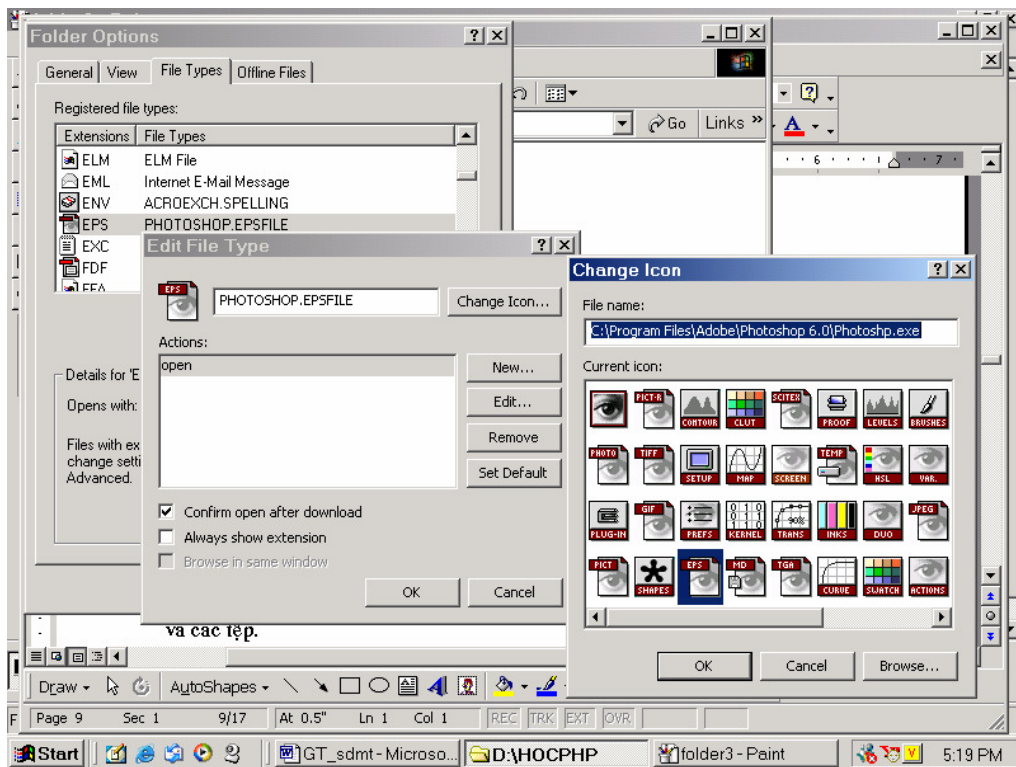 Folder Options
General View File Types Offline Files
Registered file types:
Extensions File Types
ELM ELM File
EML Internet E-Mail Message
ENV ACROEXCH.SPELLING
EPS PHOTOSHOP.EPSFILE
EXC
FDF
Details for 'E
Opens with:
Files with ex
change setti
Advanced.
Go Links »
6 7
Edit File Type
EPS
PHOTOSHOP.EPSFILE Change Icon...
Actions:
open
New...
Edit...
Remove
Set Default
Confirm open after download
Always show extension
Browse in same window
OK Cancel
Change Icon
File name:
C:\Program Files\Adobe\Photoshop 6.0\Photoshp.exe
Current icon:
PICT-R CONTOUR CLUT SCITEX PROOF LEVELS BRUSHES
PHOTO TIFF SETUP MAP SCREEN TEMP HSL VAR.
PLUG-IN GIF PREFS KERNEL TRANS INKS DUO JPEG
PICT SHAPES EPS MD TGA CURVE SWATCH ACTIONS
OK Cancel Browse...
và các tệp.
Draw AutoShapes
Page 9 Sec 1 9/17 At 0.5" Ln 1 Col 1 REC TRK EXT OVR
Start GT_sdmt - Microso... D:\HOCPHP folder3 - Paint 5:19 PM